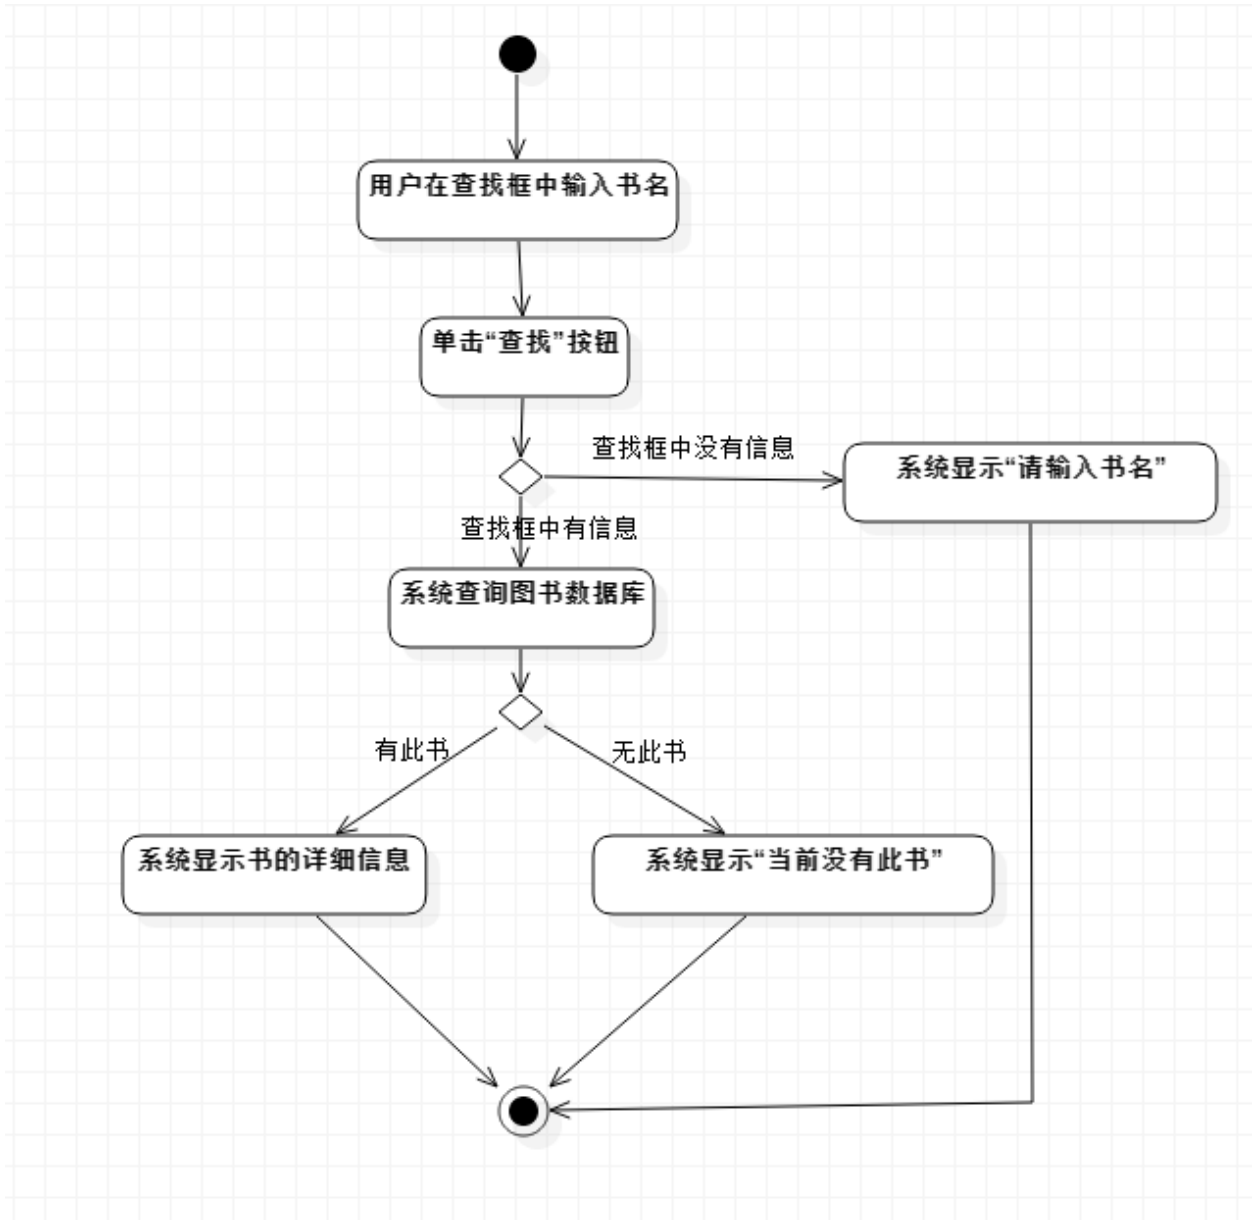 用户在查找框中输入书名
单击“查找”按钮
查找框中没有信息
系统显示“请输入书名”
查找框中有信息
系统查询图书数据库
有此书
无此书
系统显示书的详细信息
系统显示“当前没有此书”